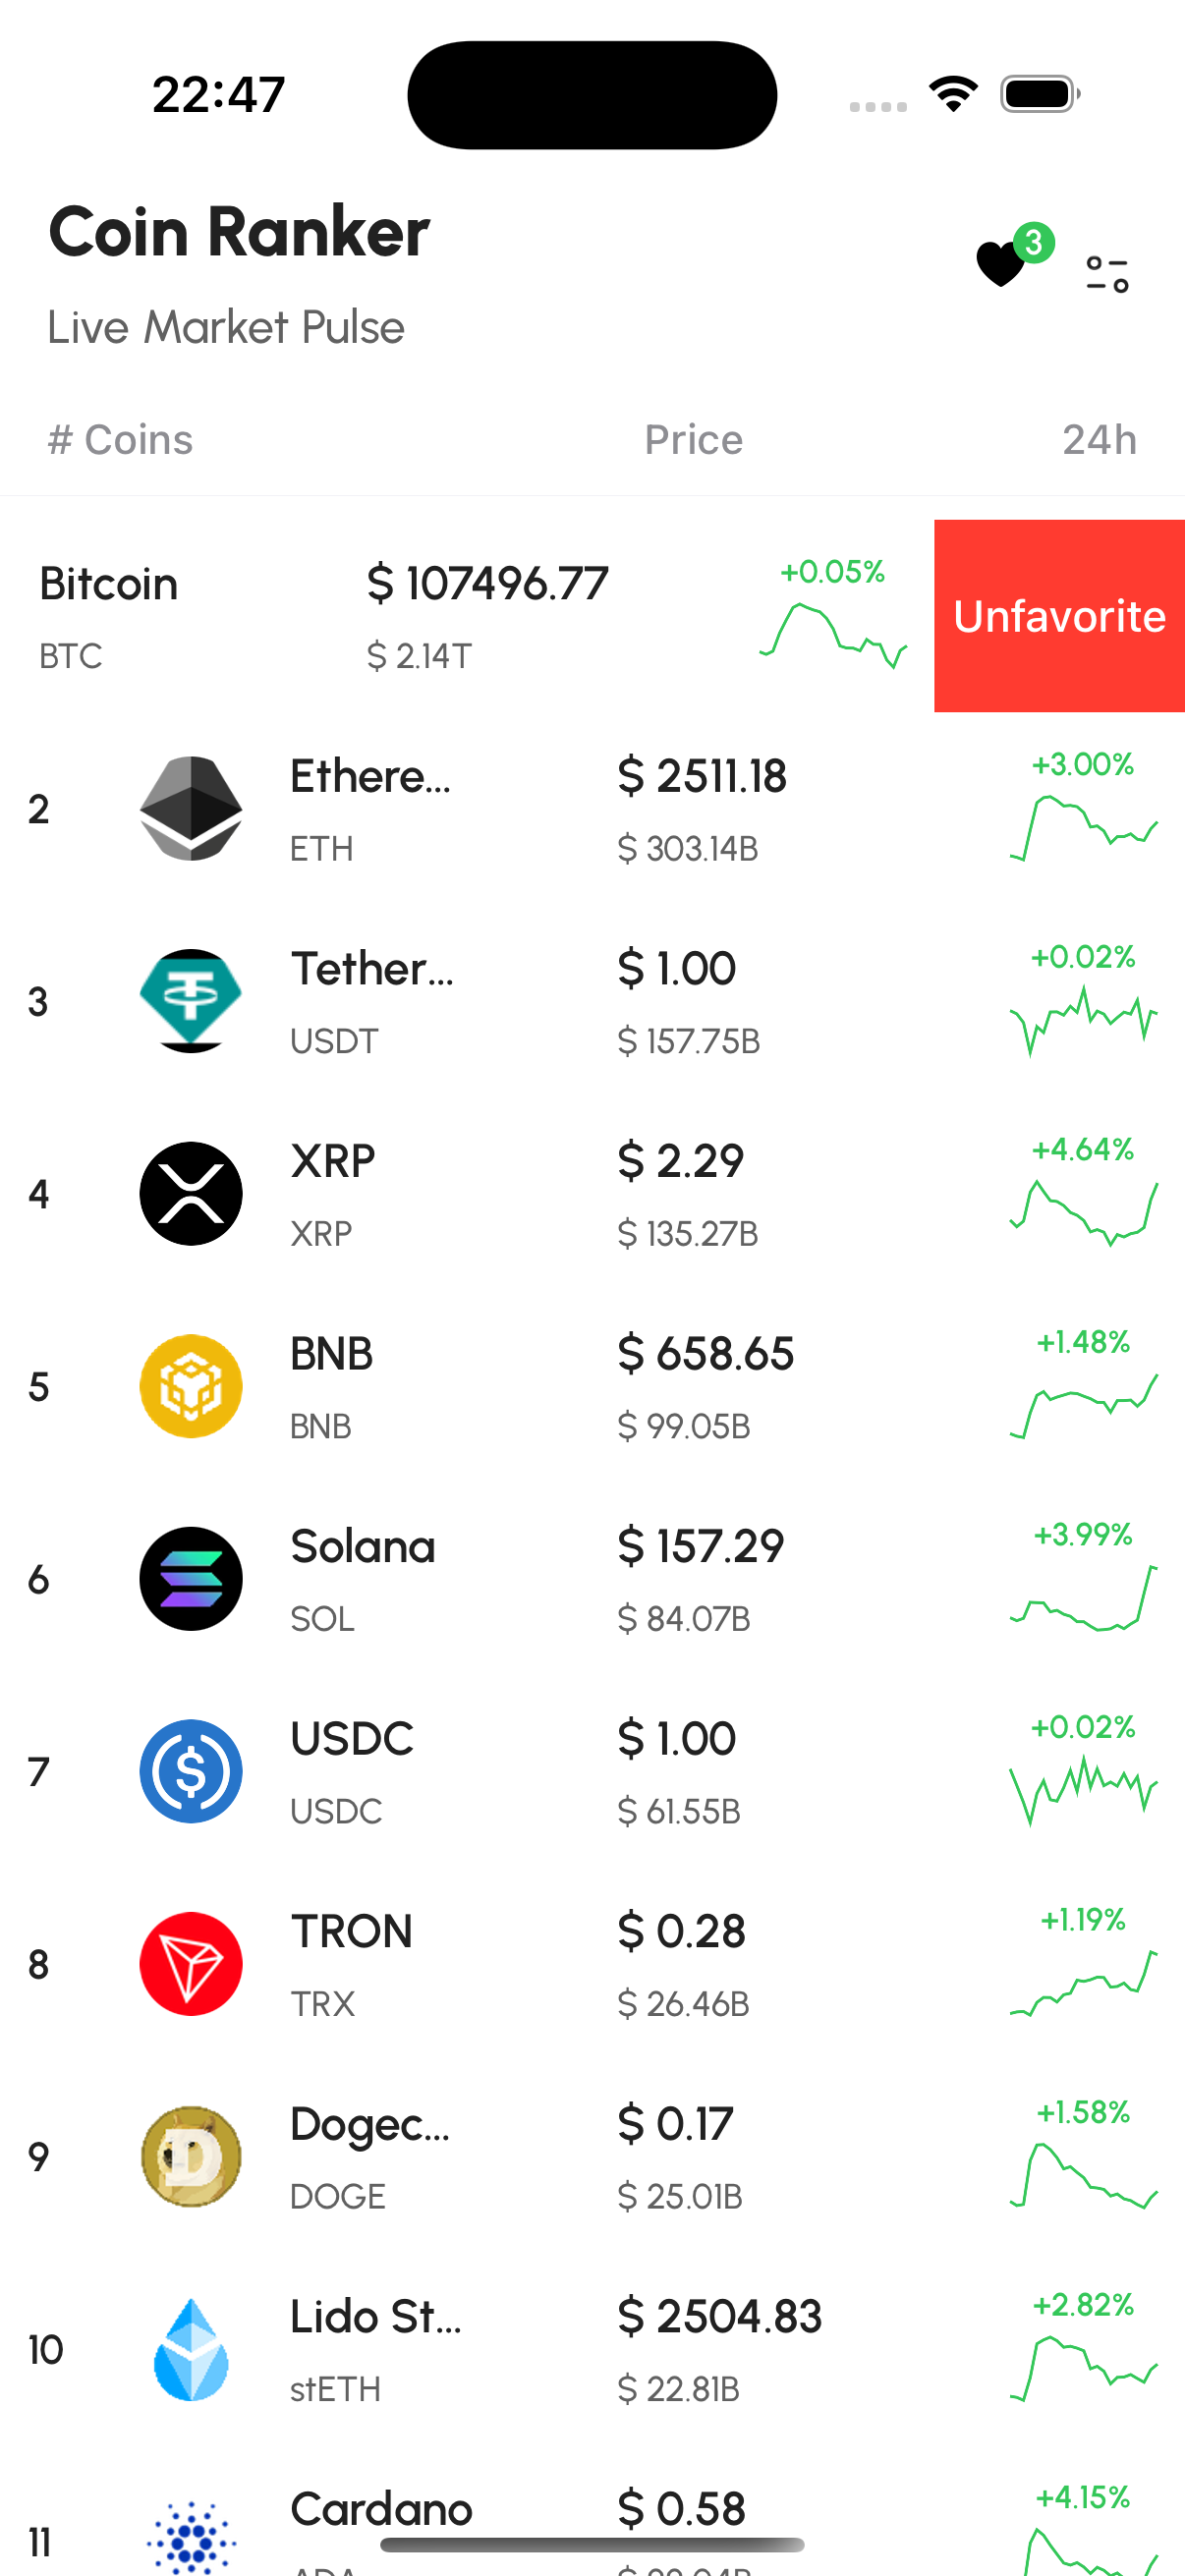 22:47
Coin Ranker
3
Live Market Pulse
# Coins Price 24h
Bitcoin $ 107496.77 +0.05%
BTC $ 2.14T
Unfavorite
2 Ethere... $ 2511.18 +3.00%
ETH $ 303.14B
3 Tether... $ 1.00 +0.02%
USDT $ 157.75B
4 XRP $ 2.29 +4.64%
XRP $ 135.27B
5 BNB $ 658.65 +1.48%
BNB $ 99.05B
6 Solana $ 157.29 +3.99%
SOL $ 84.07B
7 USDC $ 1.00 +0.02%
USDC $ 61.55B
8 TRON $ 0.28 +1.19%
TRX $ 26.46B
9 Dogec... $ 0.17 +1.58%
DOGE $ 25.01B
10 Lido St... $ 2504.83 +2.82%
stETH $ 22.81B
11 Cardano $ 0.58 +4.15%